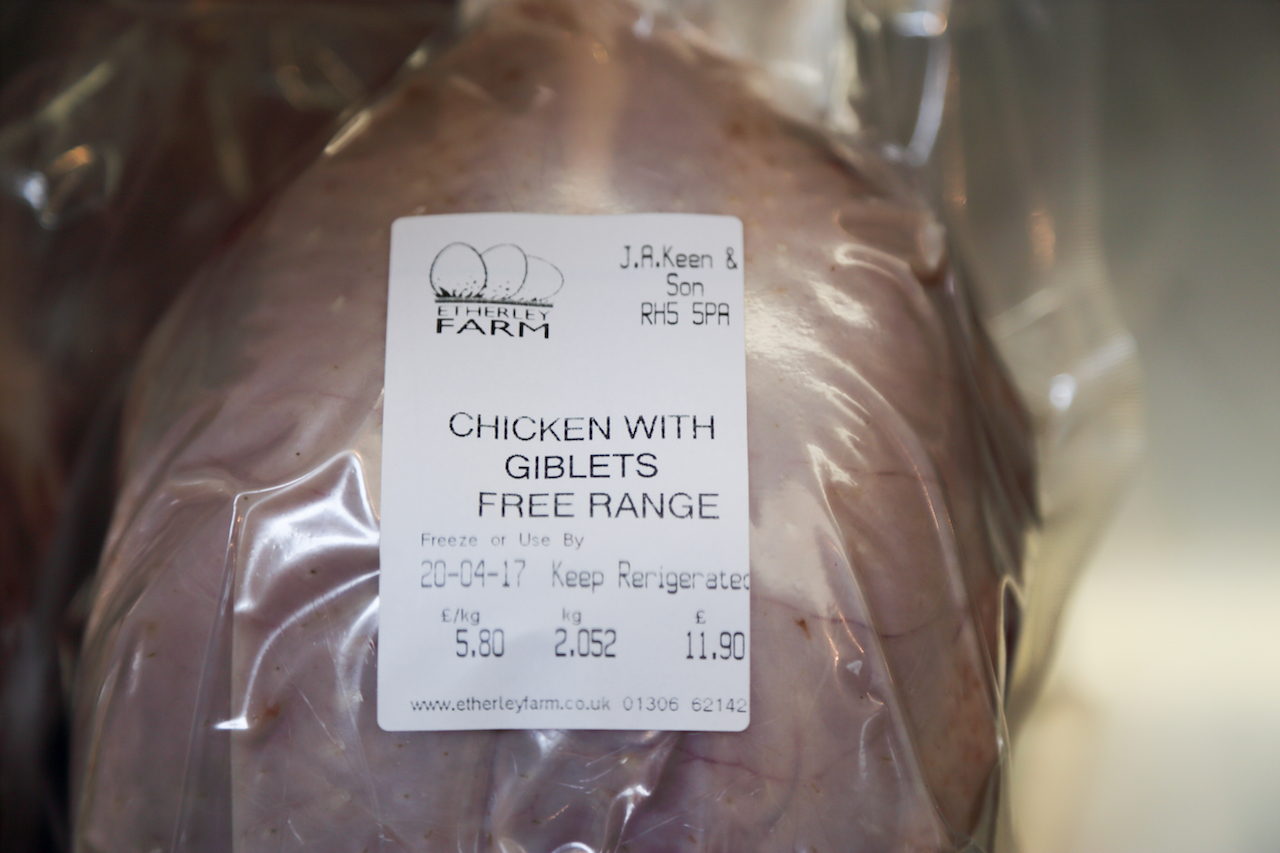 ETHERLEY
FARM
J.A.Keen &
Son
RH5 5PA
CHICKEN WITH
GIBLETS
FREE RANGE
Freeze or Use By
20-04-17 Keep Rerigerated
£/kg kg £
5.80 2.052 11.90
www.etherleyfarm.co.uk 01306 62142